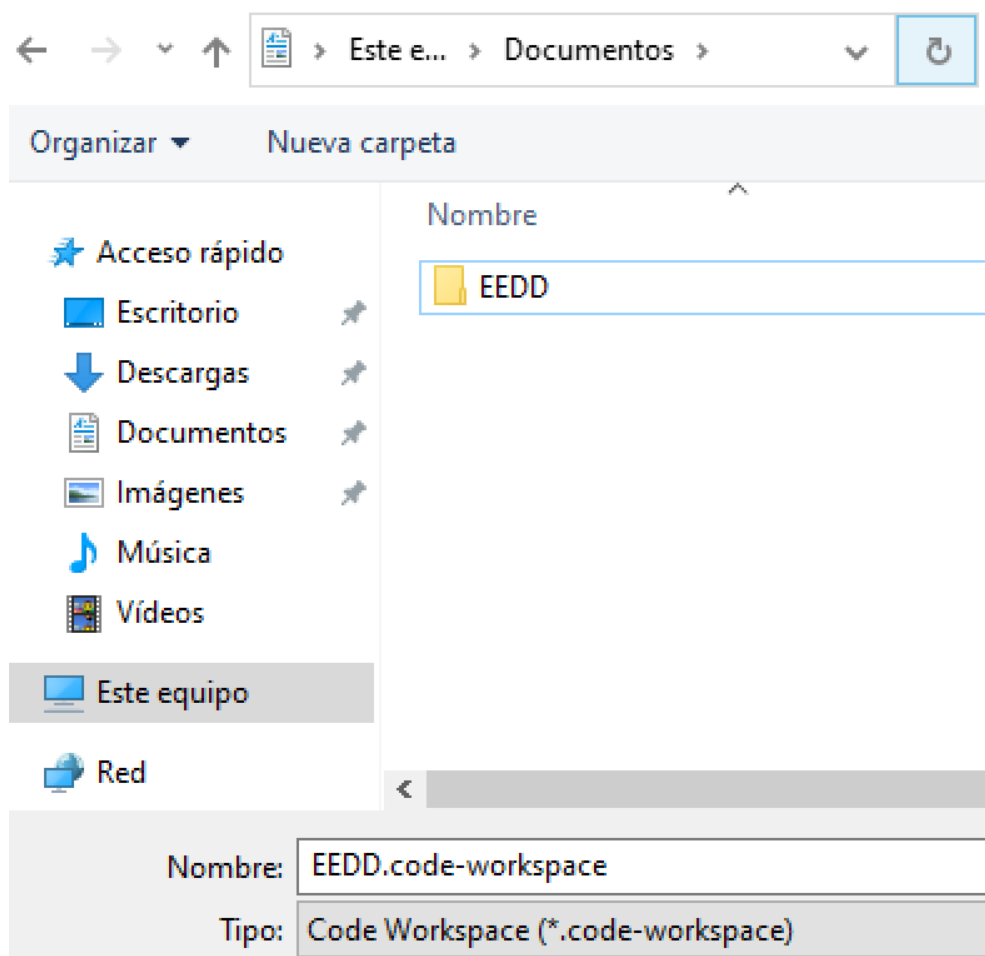 Este e... > Documentos >
Organizar Nueva carpeta
Nombre
Acceso rápido
EEDD
Escritorio
Descargas
Documentos
Imágenes
Música
Vídeos
Este equipo
Red
Nombre: EEDD.code-workspace
Tipo: Code Workspace (*.code-workspace)